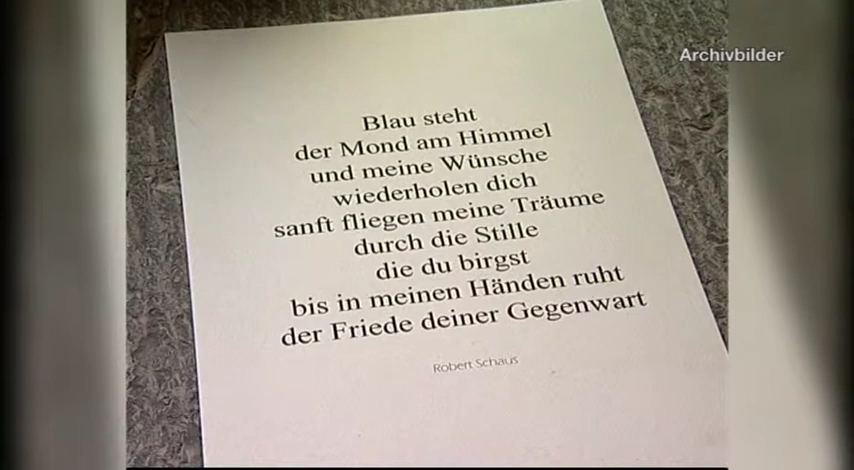 Archivbilder
Blau steht
der Mond am Himmel
und meine Wünsche
wiederholen dich
sanft fliegen meine Träume
durch die Stille
die du birgst
bis in meinen Händen ruht
der Friede deiner Gegenwart
Robert Schaus